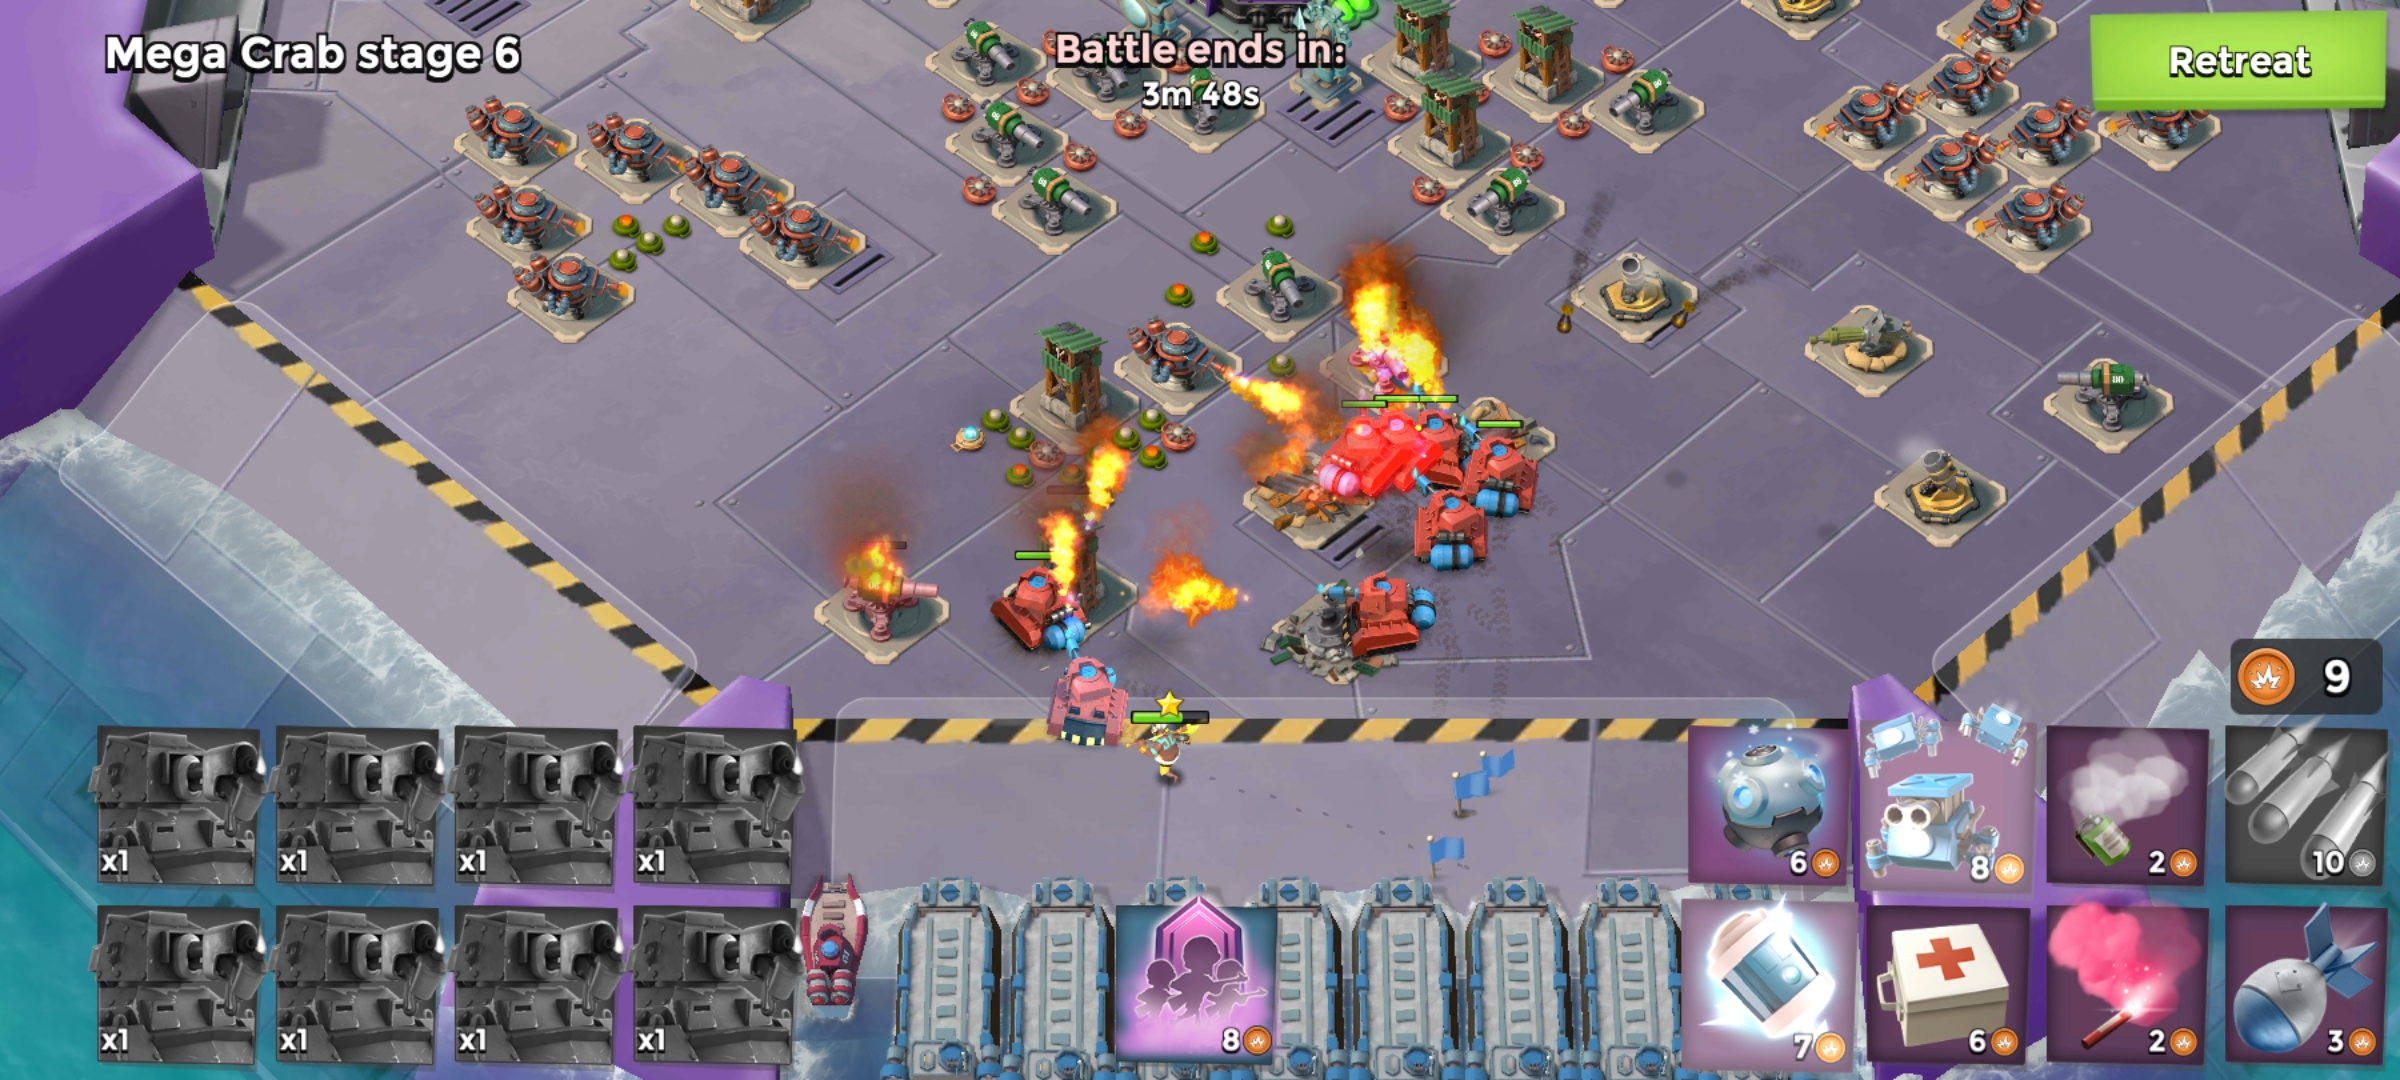 Mega Crab stage 6
Battle ends in:
3m 48s
Retreat
9
x1
x1
x1
x1
6
8
2
10
x1
x1
x1
x1
8
7
6
2
3